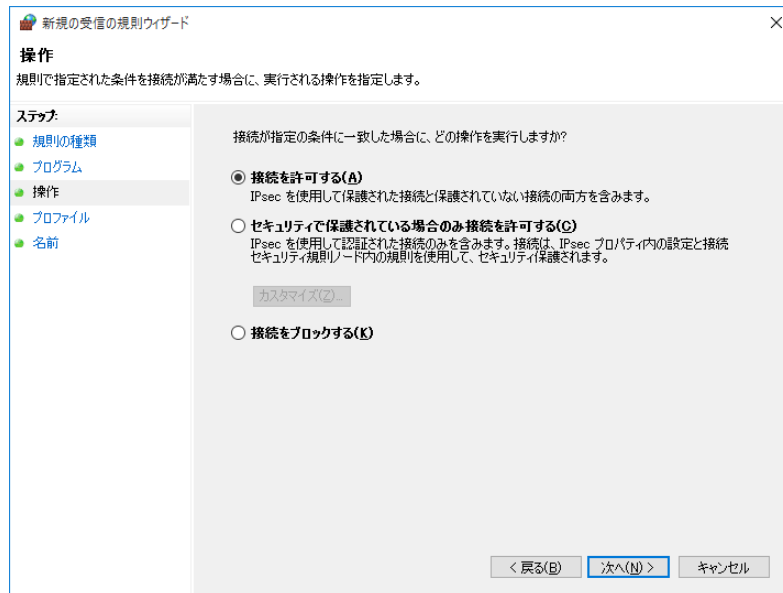 新規の受信の規則ウィザード
操作
規則で指定された条件を接続が満たす場合に、実行される操作を指定します。
ステップ:
規則の種類
プログラム
操作
プロファイル
名前
接続が指定の条件に一致した場合に、どの操作を実行しますか?
接続を許可する(A)
IPsec を使用して保護された接続と保護されていない接続の両方を含みます。
セキュリティで保護されている場合のみ接続を許可する(C)
IPsec を使用して認証された接続のみを含みます。接続は、IPsec プロパティ内の設定と接続
セキュリティ規則ノード内の規則を使用して、セキュリティ保護されます。
カスタマイズ(Z)...
接続をブロックする(K)
< 戻る(B)
次へ(N) >
キャンセル